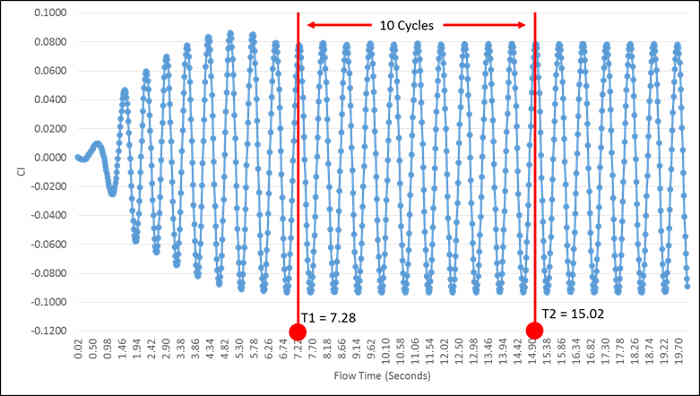 0.1000
0.0800
0.0600
0.0400
0.0200
0.0000
-0.0200
-0.0400
-0.0600
-0.0800
-0.1000
-0.1200
Cl
10 Cycles
T1 = 7.28
T2 = 15.02
0.02 0.50 0.98 1.46 1.94 2.42 2.90 3.38 3.86 4.34 4.82 5.30 5.78 6.26 6.74 7.22 7.70 8.18 8.66 9.14 9.62 10.10 10.58 11.06 11.54 12.02 12.50 12.98 13.46 13.94 14.42 14.90 15.38 15.86 16.34 16.82 17.30 17.78 18.26 18.74 19.22 19.70
Flow Time (Seconds)